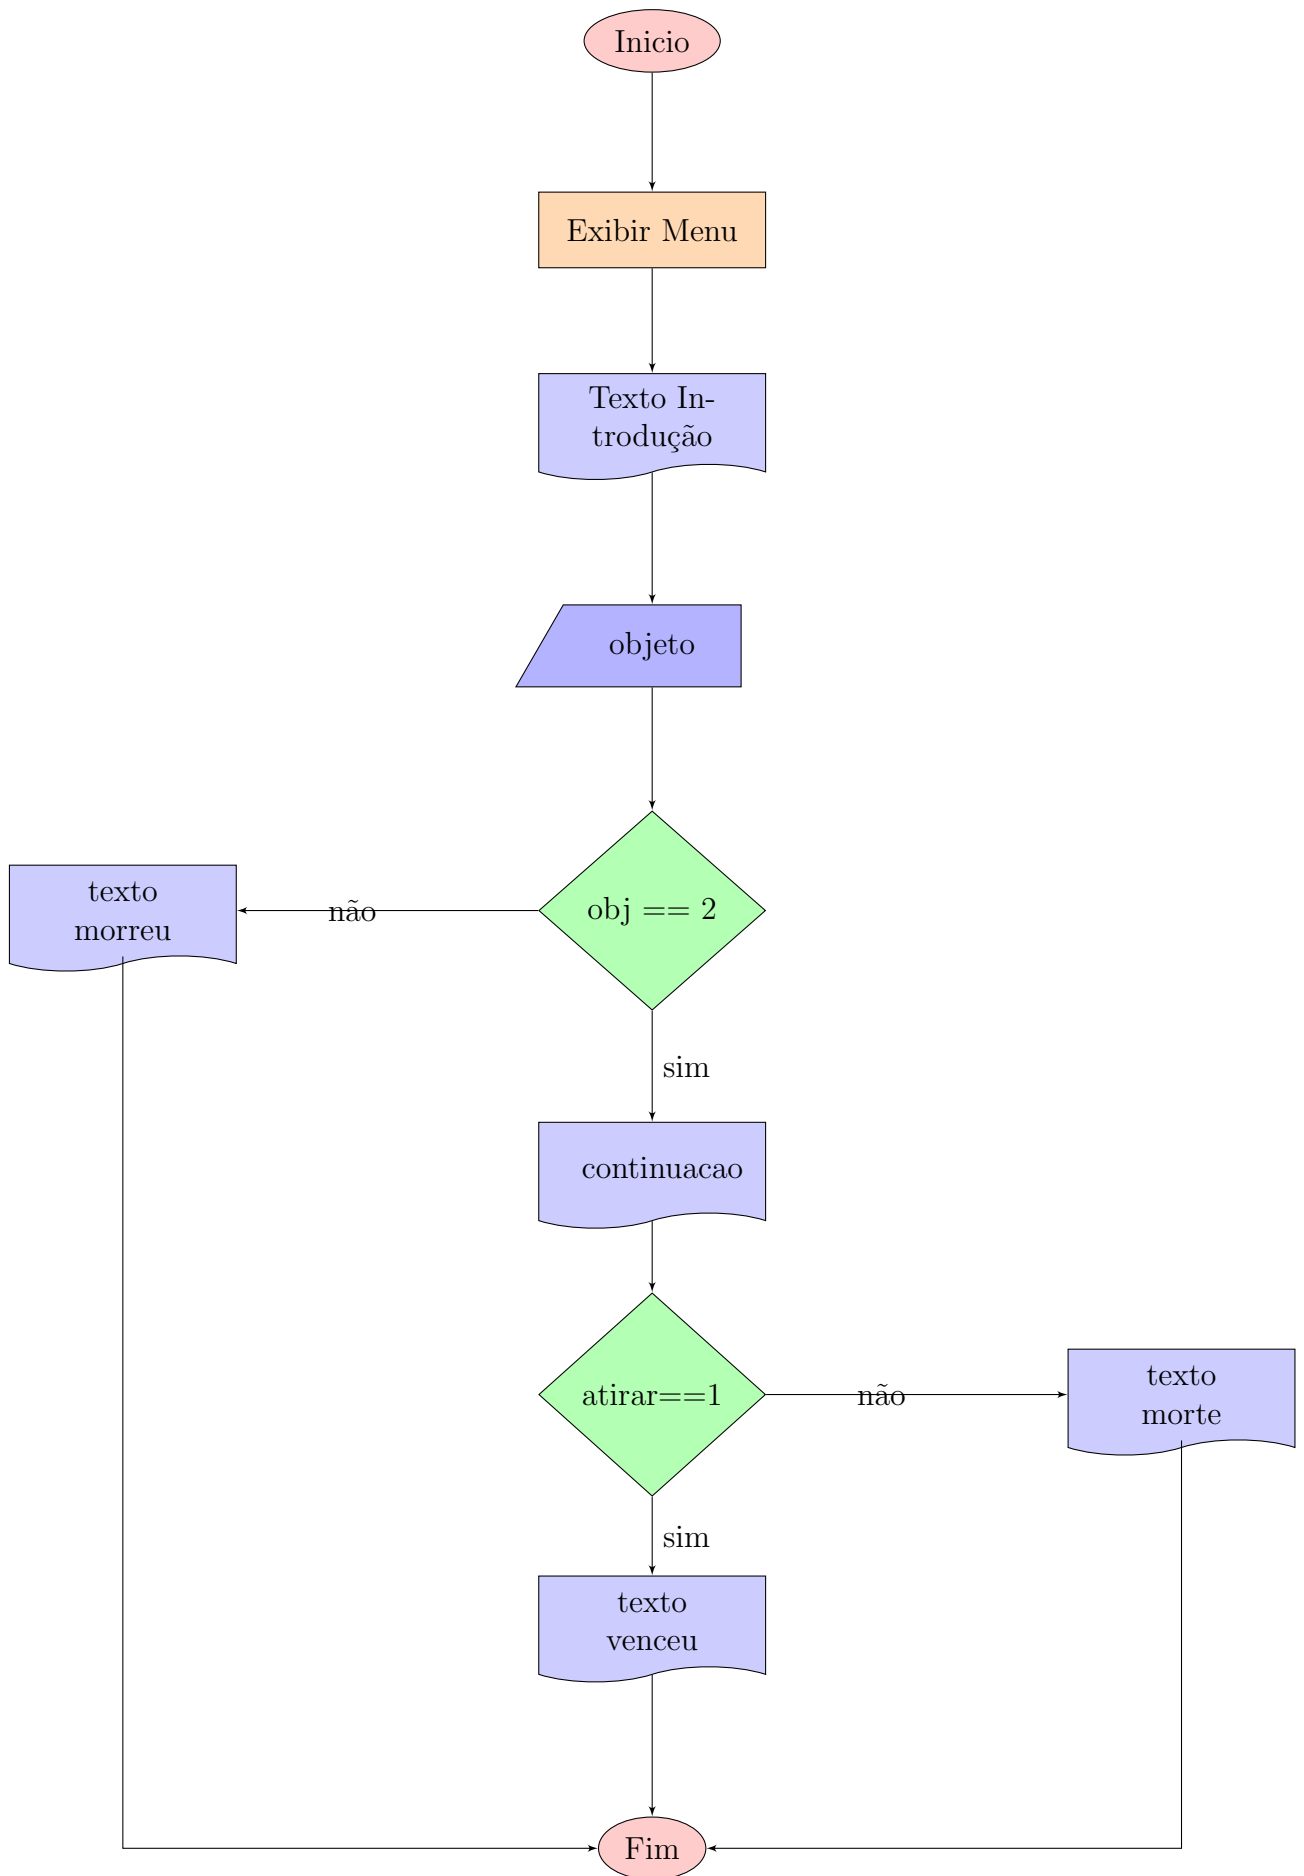 Inicio
Exibir Menu
Texto In-
trodução
objeto
texto
morreu
não
obj == 2
sim
continuacao
atirar==1
não
texto
morte
sim
texto
venceu
Fim